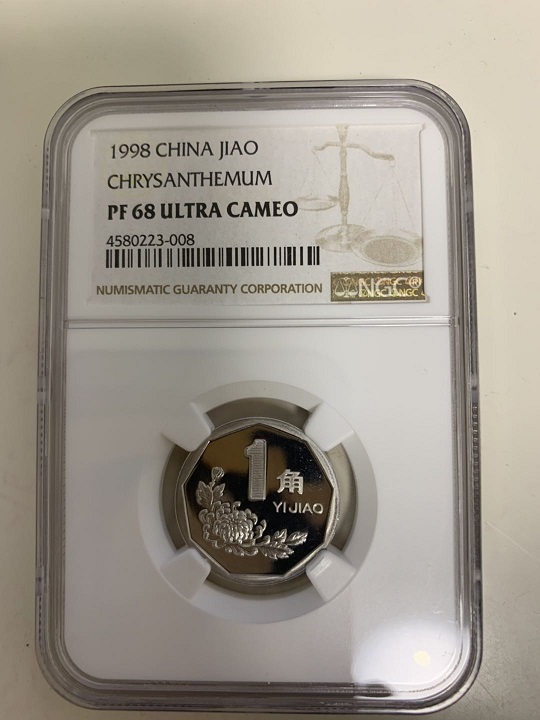 1998 CHINA JIAO
CHRYSANTHEMUM
PF 68 ULTRA CAMEO
4580223-008
NUMISMATIC GUARANTY CORPORATION
NGC®
1
角
YI JIAO